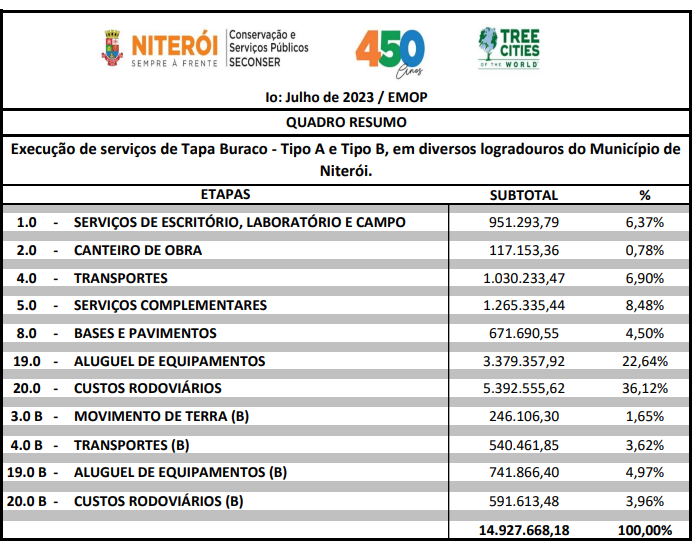 NITERÓI
SEMPRE À FRENTE
Conservação e
Serviços Públicos
SECONSER
450
Anos
TREE
CITIES
OF THE WORLD
Io: Julho de 2023 / EMOP
QUADRO RESUMO
Execução de serviços de Tapa Buraco - Tipo A e Tipo B, em diversos logradouros do Município de
Niterói.
ETAPAS SUBTOTAL %
1.0 - SERVIÇOS DE ESCRITÓRIO, LABORATÓRIO E CAMPO 951.293,79 6,37%
2.0 - CANTEIRO DE OBRA 117.153,36 0,78%
4.0 - TRANSPORTES 1.030.233,47 6,90%
5.0 - SERVIÇOS COMPLEMENTARES 1.265.335,44 8,48%
8.0 - BASES E PAVIMENTOS 671.690,55 4,50%
19.0 - ALUGUEL DE EQUIPAMENTOS 3.379.357,92 22,64%
20.0 - CUSTOS RODOVIÁRIOS 5.392.555,62 36,12%
3.0 B - MOVIMENTO DE TERRA (B) 246.106,30 1,65%
4.0 B - TRANSPORTES (B) 540.461,85 3,62%
19.0 B - ALUGUEL DE EQUIPAMENTOS (B) 741.866,40 4,97%
20.0 B - CUSTOS RODOVIÁRIOS (B) 591.613,48 3,96%
14.927.668,18 100,00%